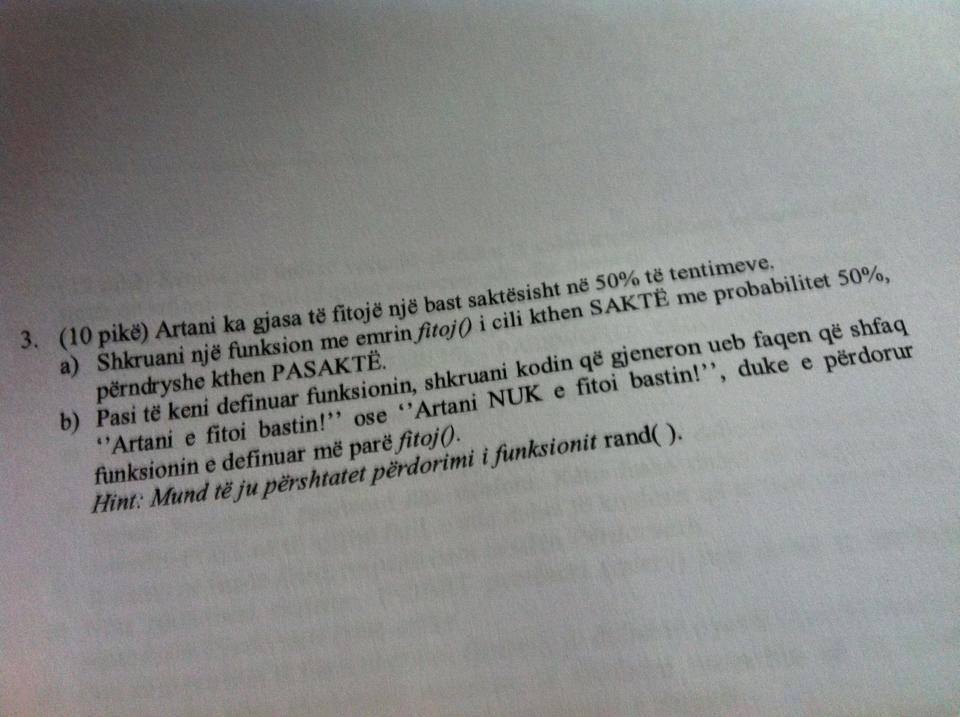 3. (10 pikë) Artani ka gjasa të fitojë një bast saktësisht në 50% të tentimeve.
a) Shkruani një funksion me emrin fitoj() i cili kthen SAKTË me probabilitet 50%,
përndryshe kthen PASAKTË.
b) Pasi të keni definuar funksionin, shkruani kodin që gjeneron ueb faqen që shfaq
‘‘Artani e fitoi bastin!’’ ose ‘‘Artani NUK e fitoi bastin!’’, duke e përdorur
funksionin e definuar më parë fitoj().
Hint: Mund të ju përshtatet përdorimi i funksionit rand( ).